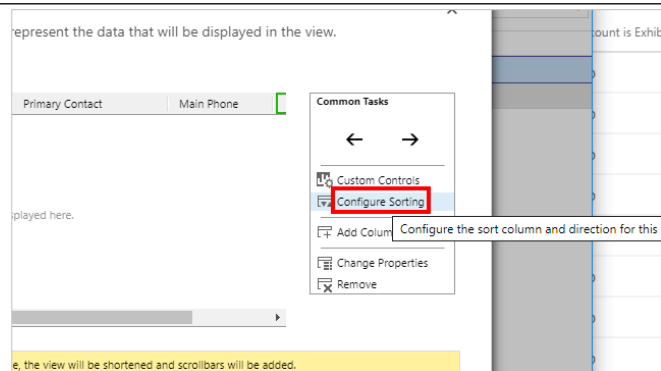 represent the data that will be displayed in the view.
ount is Exhib
Primary Contact
Main Phone
Common Tasks
Custom Controls
Configure Sorting
played here.
Add Colum
Configure the sort column and direction for this
Change Properties
Remove
e, the view will be shortened and scrollbars will be added.